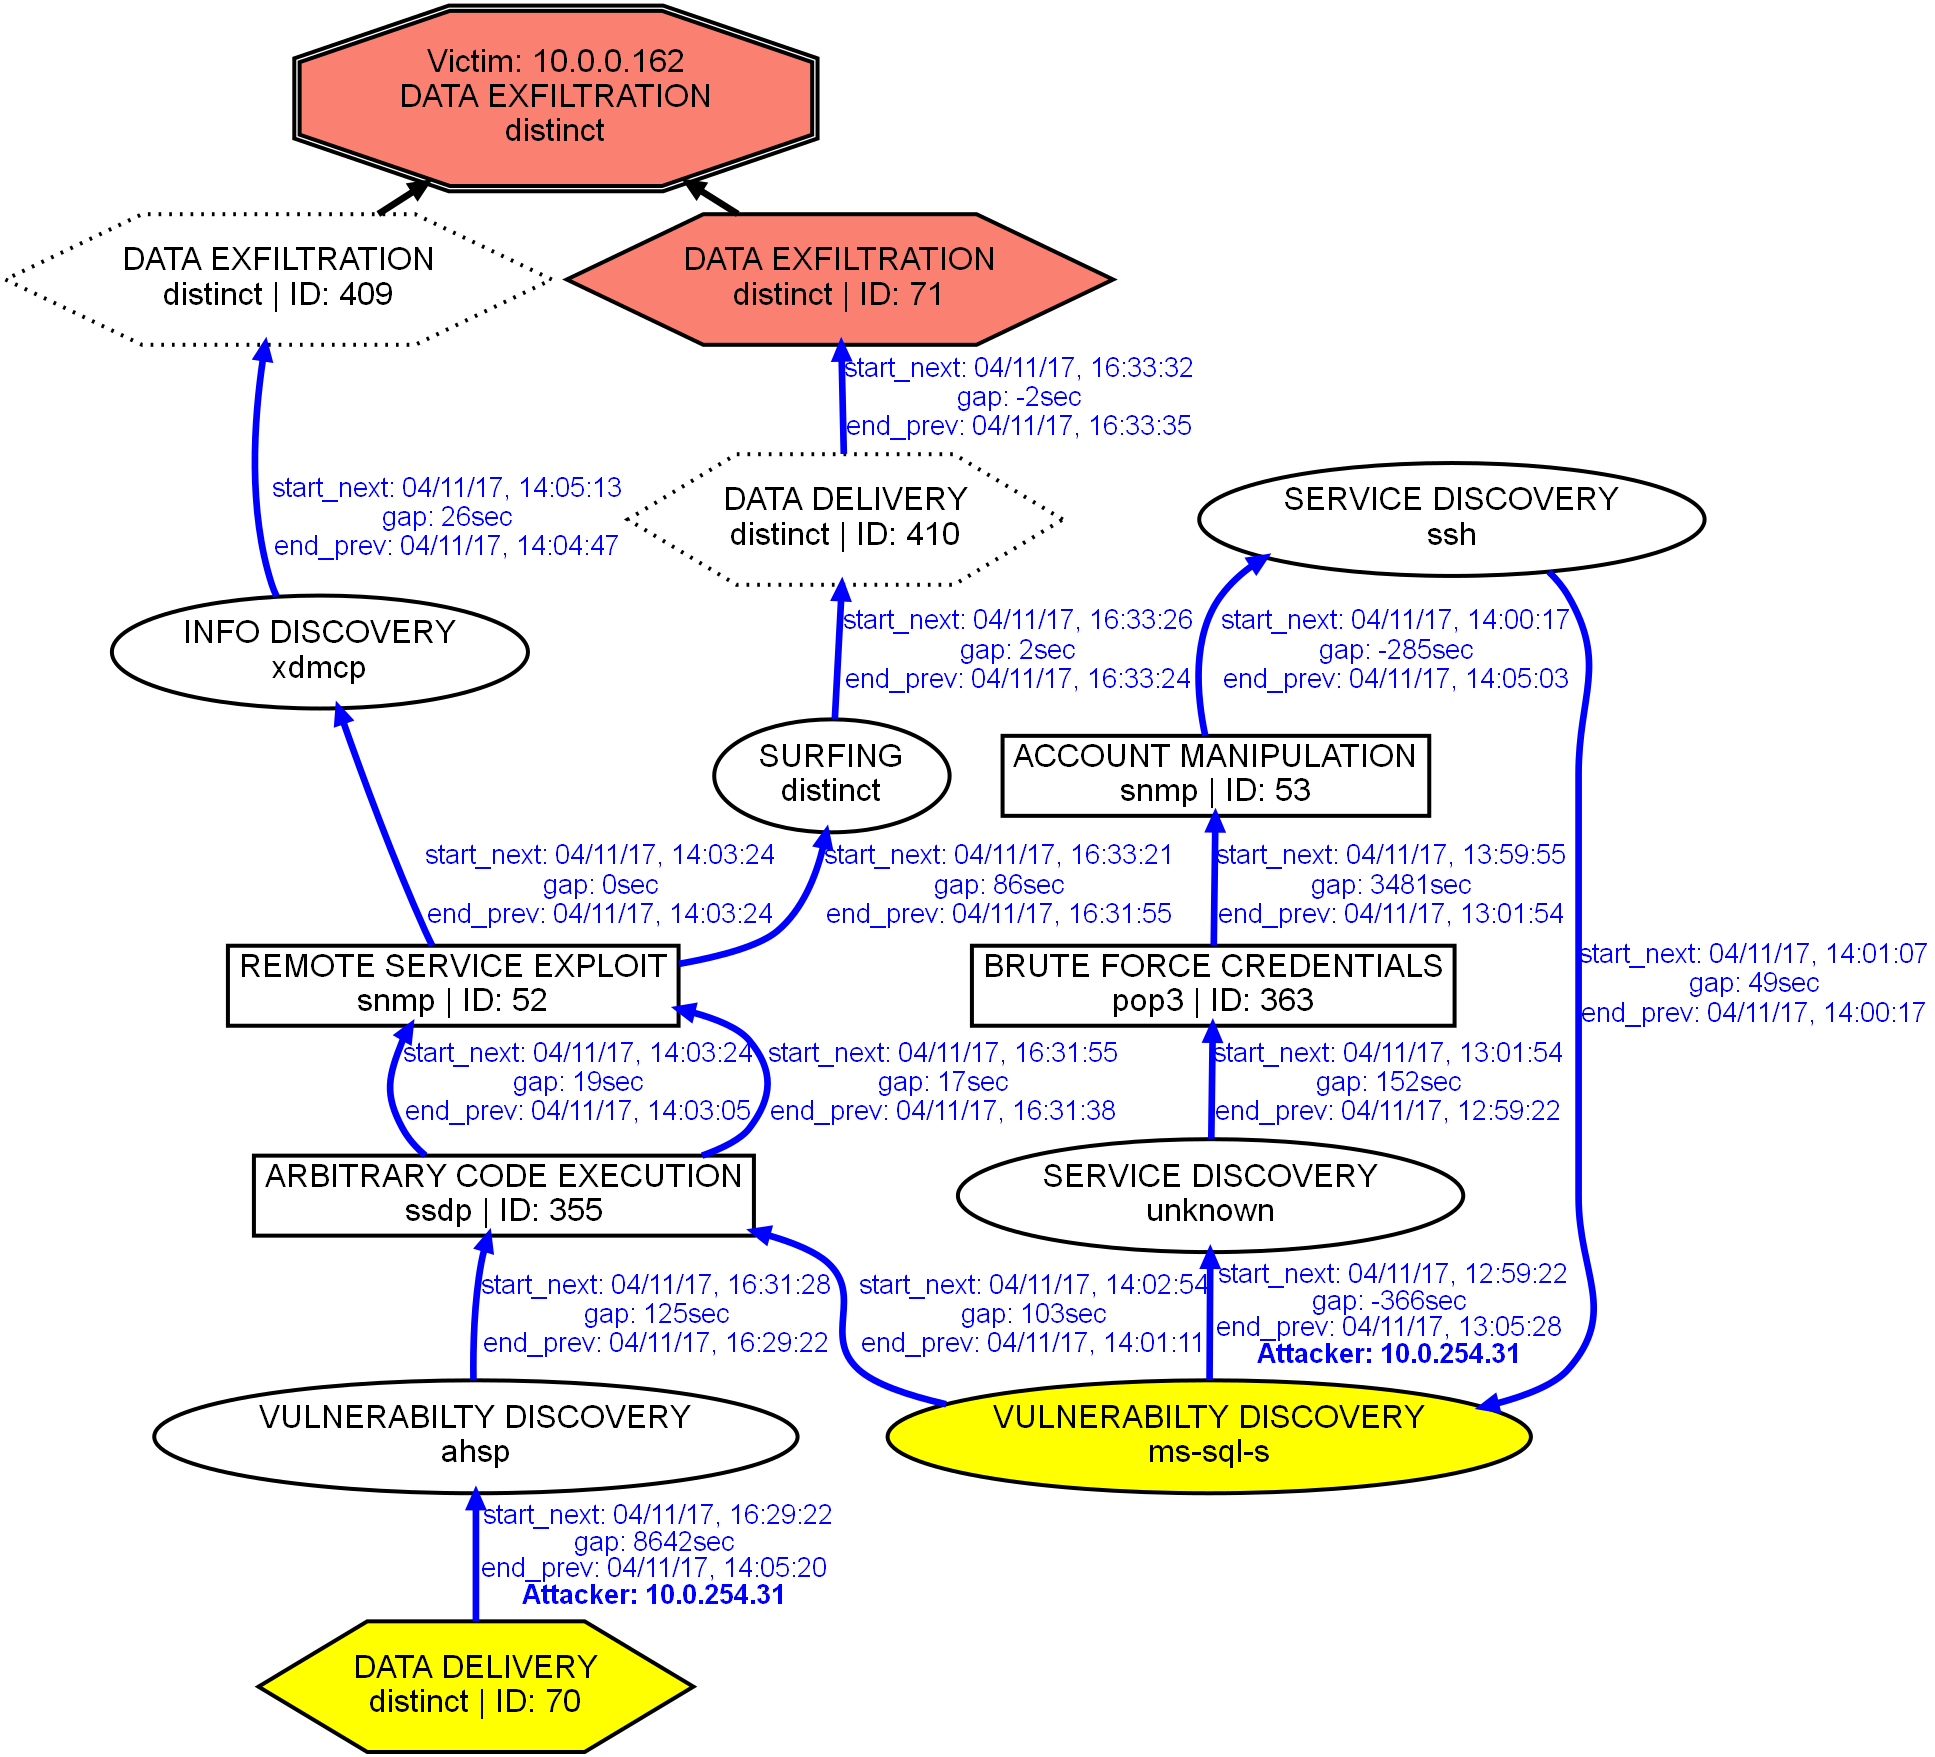 Victim: 10.0.0.162
DATA EXFILTRATION
distinct
DATA EXFILTRATION
distinct | ID: 409
DATA EXFILTRATION
distinct | ID: 71
start_next: 04/11/17, 16:33:32
gap: -2sec
end_prev: 04/11/17, 16:33:35
start_next: 04/11/17, 14:05:13
gap: 26sec
end_prev: 04/11/17, 14:04:47
DATA DELIVERY
distinct | ID: 410
SERVICE DISCOVERY
ssh
INFO DISCOVERY
xdmcp
start_next: 04/11/17, 16:33:26
gap: 2sec
end_prev: 04/11/17, 16:33:24
start_next: 04/11/17, 14:00:17
gap: -285sec
end_prev: 04/11/17, 14:05:03
SURFING
distinct
ACCOUNT MANIPULATION
snmp | ID: 53
start_next: 04/11/17, 14:03:24
gap: 0sec
end_prev: 04/11/17, 14:03:24
start_next: 04/11/17, 16:33:21
gap: 86sec
end_prev: 04/11/17, 16:31:55
start_next: 04/11/17, 13:59:55
gap: 3481sec
end_prev: 04/11/17, 13:01:54
REMOTE SERVICE EXPLOIT
snmp | ID: 52
BRUTE FORCE CREDENTIALS
pop3 | ID: 363
start_next: 04/11/17, 14:01:07
gap: 49sec
end_prev: 04/11/17, 14:00:17
start_next: 04/11/17, 14:03:24
gap: 19sec
end_prev: 04/11/17, 14:03:05
start_next: 04/11/17, 16:31:55
gap: 17sec
end_prev: 04/11/17, 16:31:38
start_next: 04/11/17, 13:01:54
gap: 152sec
end_prev: 04/11/17, 12:59:22
ARBITRARY CODE EXECUTION
ssdp | ID: 355
SERVICE DISCOVERY
unknown
start_next: 04/11/17, 16:31:28
gap: 125sec
end_prev: 04/11/17, 16:29:22
start_next: 04/11/17, 14:02:54
gap: 103sec
end_prev: 04/11/17, 14:01:11
start_next: 04/11/17, 12:59:22
gap: -366sec
end_prev: 04/11/17, 13:05:28
Attacker: 10.0.254.31
VULNERABILTY DISCOVERY
ahsp
VULNERABILTY DISCOVERY
ms-sql-s
start_next: 04/11/17, 16:29:22
gap: 8642sec
end_prev: 04/11/17, 14:05:20
Attacker: 10.0.254.31
DATA DELIVERY
distinct | ID: 70